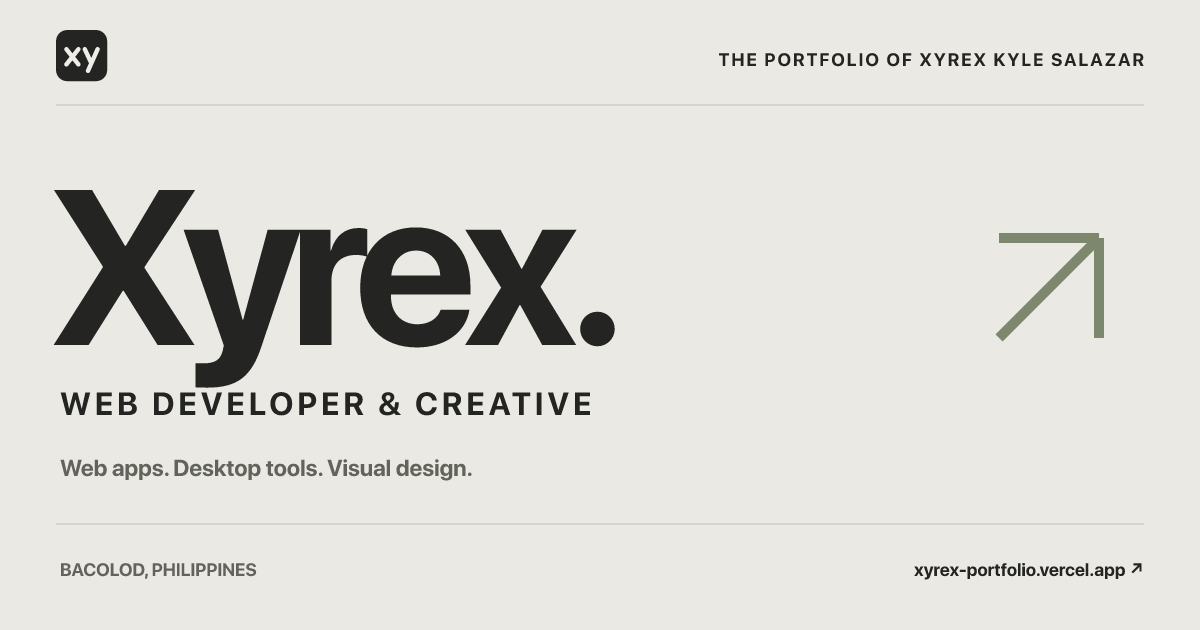 xy
THE PORTFOLIO OF XYREX KYLE SALAZAR
Xyrex.
WEB DEVELOPER & CREATIVE
Web apps. Desktop tools. Visual design.
BACOLOD, PHILIPPINES
xyrex-portfolio.vercel.app ↗